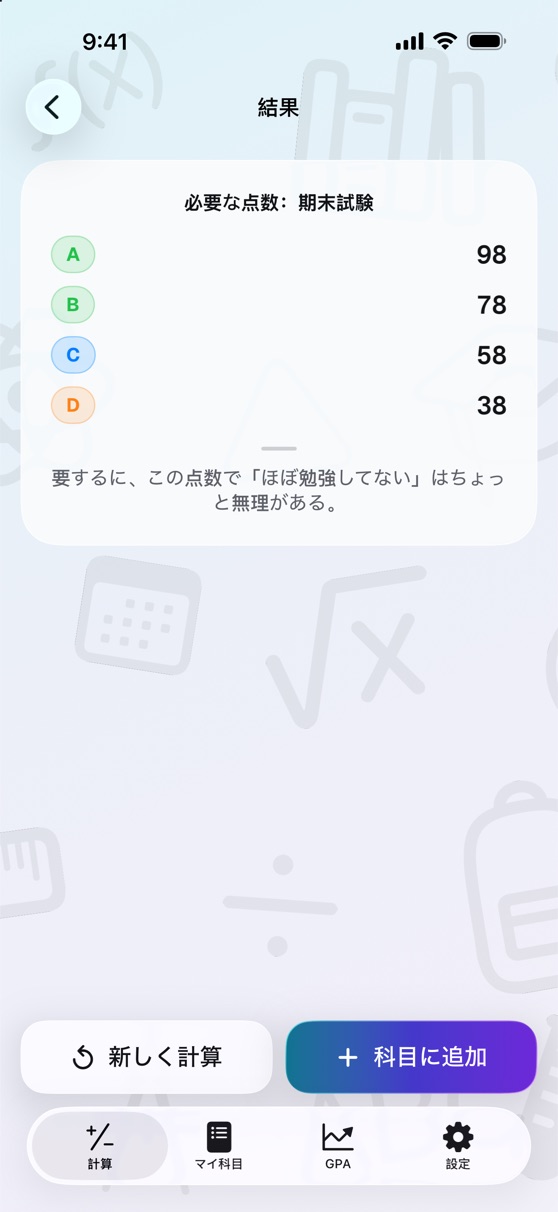 9:41
結果
必要な点数：期末試験
A 98
B 78
C 58
D 38
要するに、この点数で「ほぼ勉強してない」はちょっ
と無理がある。
新しく計算
科目に追加
計算
マイ科目
GPA
設定